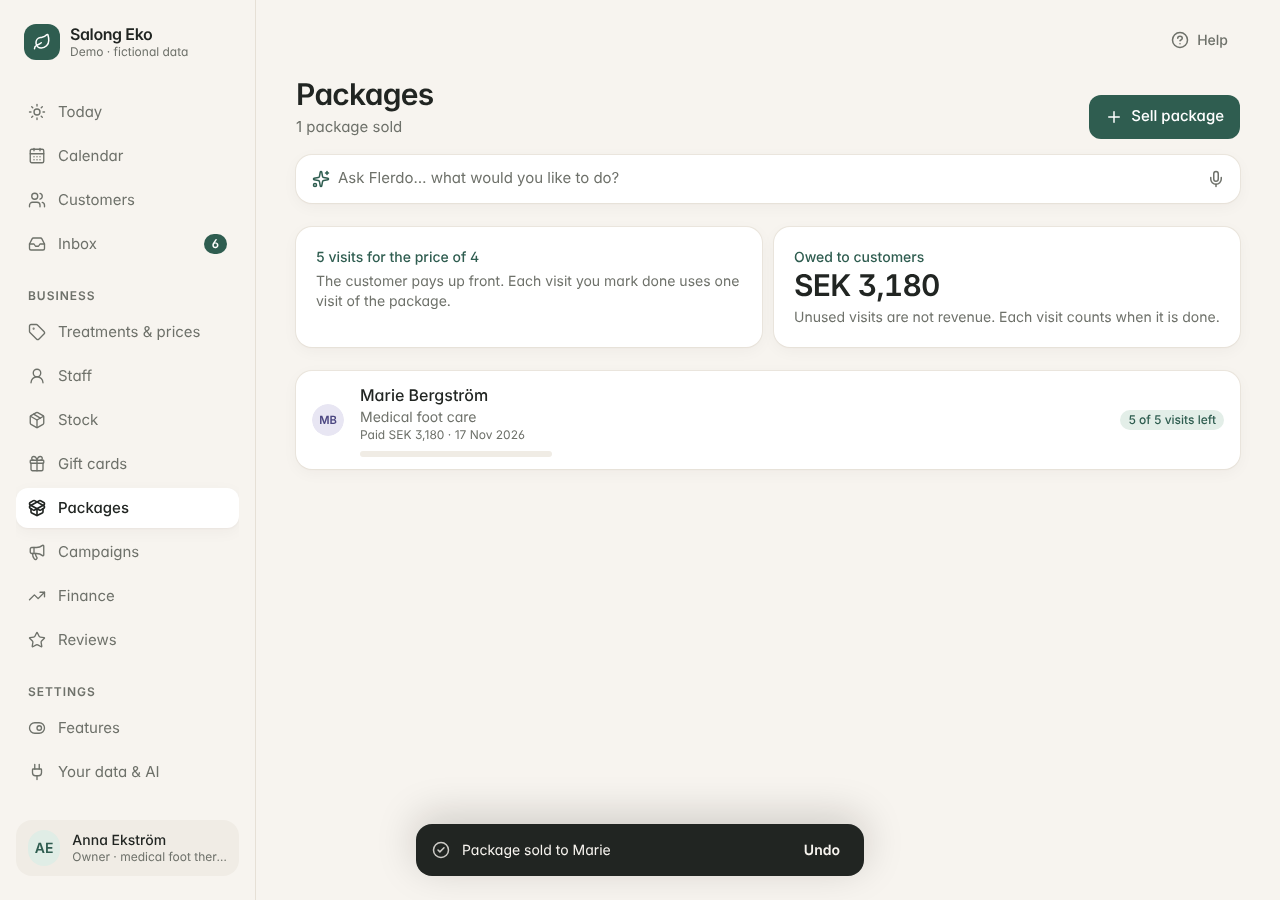 Salong Eko
Demo · fictional data
Today
Calendar
Customers
Inbox
6
BUSINESS
Treatments & prices
Staff
Stock
Gift cards
Packages
Campaigns
Finance
Reviews
SETTINGS
Features
Your data & AI
AE
Anna Ekström
Owner · medical foot ther...
Help
Packages
1 package sold
Sell package
Ask Flerdo... what would you like to do?
5 visits for the price of 4
The customer pays up front. Each visit you mark done uses one
visit of the package.
Owed to customers
SEK 3,180
Unused visits are not revenue. Each visit counts when it is done.
MB
Marie Bergström
Medical foot care
Paid SEK 3,180 · 17 Nov 2026
5 of 5 visits left
Package sold to Marie
Undo